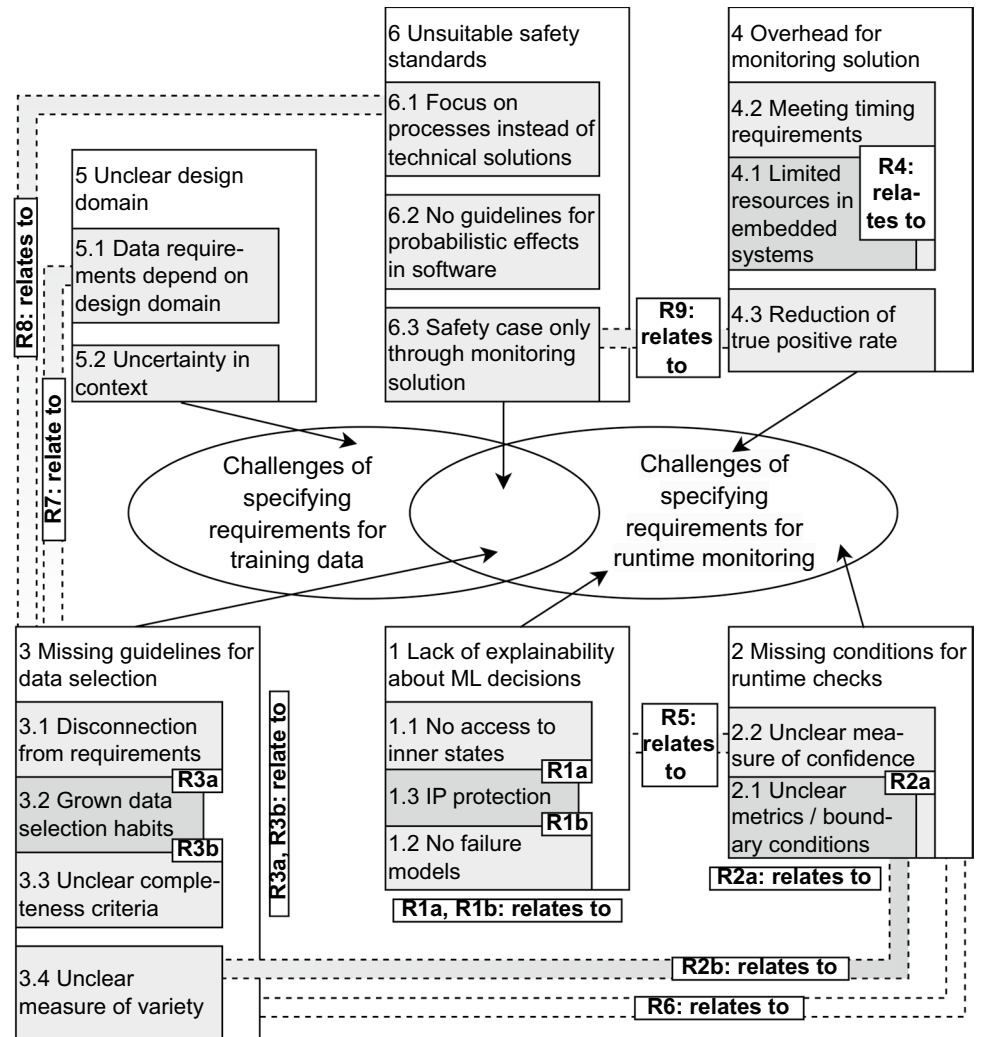 6 Unsuitable safety
standards
6.1 Focus on
processes instead of
technical solutions
6.2 No guidelines for
probabilistic effects
in software
6.3 Safety case only
through monitoring
solution
4 Overhead for
monitoring solution
4.2 Meeting timing
requirements
4.1 Limited
resources in
embedded
systems
R4:
rela-
tes to
4.3 Reduction of
true positive rate
R9:
relates
to
5 Unclear design
domain
5.1 Data require-
ments depend on
design domain
5.2 Uncertainty in
context
R8: relates to
R7: relate to
Challenges of
specifying
requirements for
training data
Challenges of
specifying
requirements for
runtime monitoring
3 Missing guidelines for
data selection
3.1 Disconnection
from requirements
R3a
3.2 Grown data
selection habits
R3b
3.3 Unclear comple-
teness criteria
3.4 Unclear
measure of variety
R3a, R3b: relate to
1 Lack of explainability
about ML decisions
1.1 No access to
inner states
R1a
1.3 IP protection
R1b
1.2 No failure
models
R1a, R1b: relates to
R5:
relates
to
2 Missing conditions for
runtime checks
2.2 Unclear mea-
sure of confidence
R2a
2.1 Unclear
metrics / bound-
ary conditions
R2a: relates to
R2b: relates to
R6: relates to